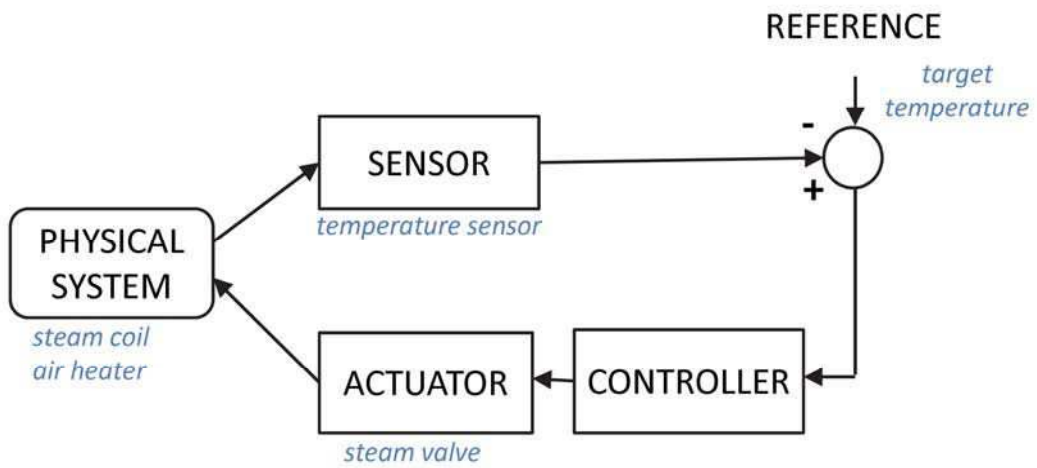 REFERENCE
target
temperature
-
SENSOR
+
temperature sensor
PHYSICAL
SYSTEM
steam coil
air heater
ACTUATOR
CONTROLLER
steam valve